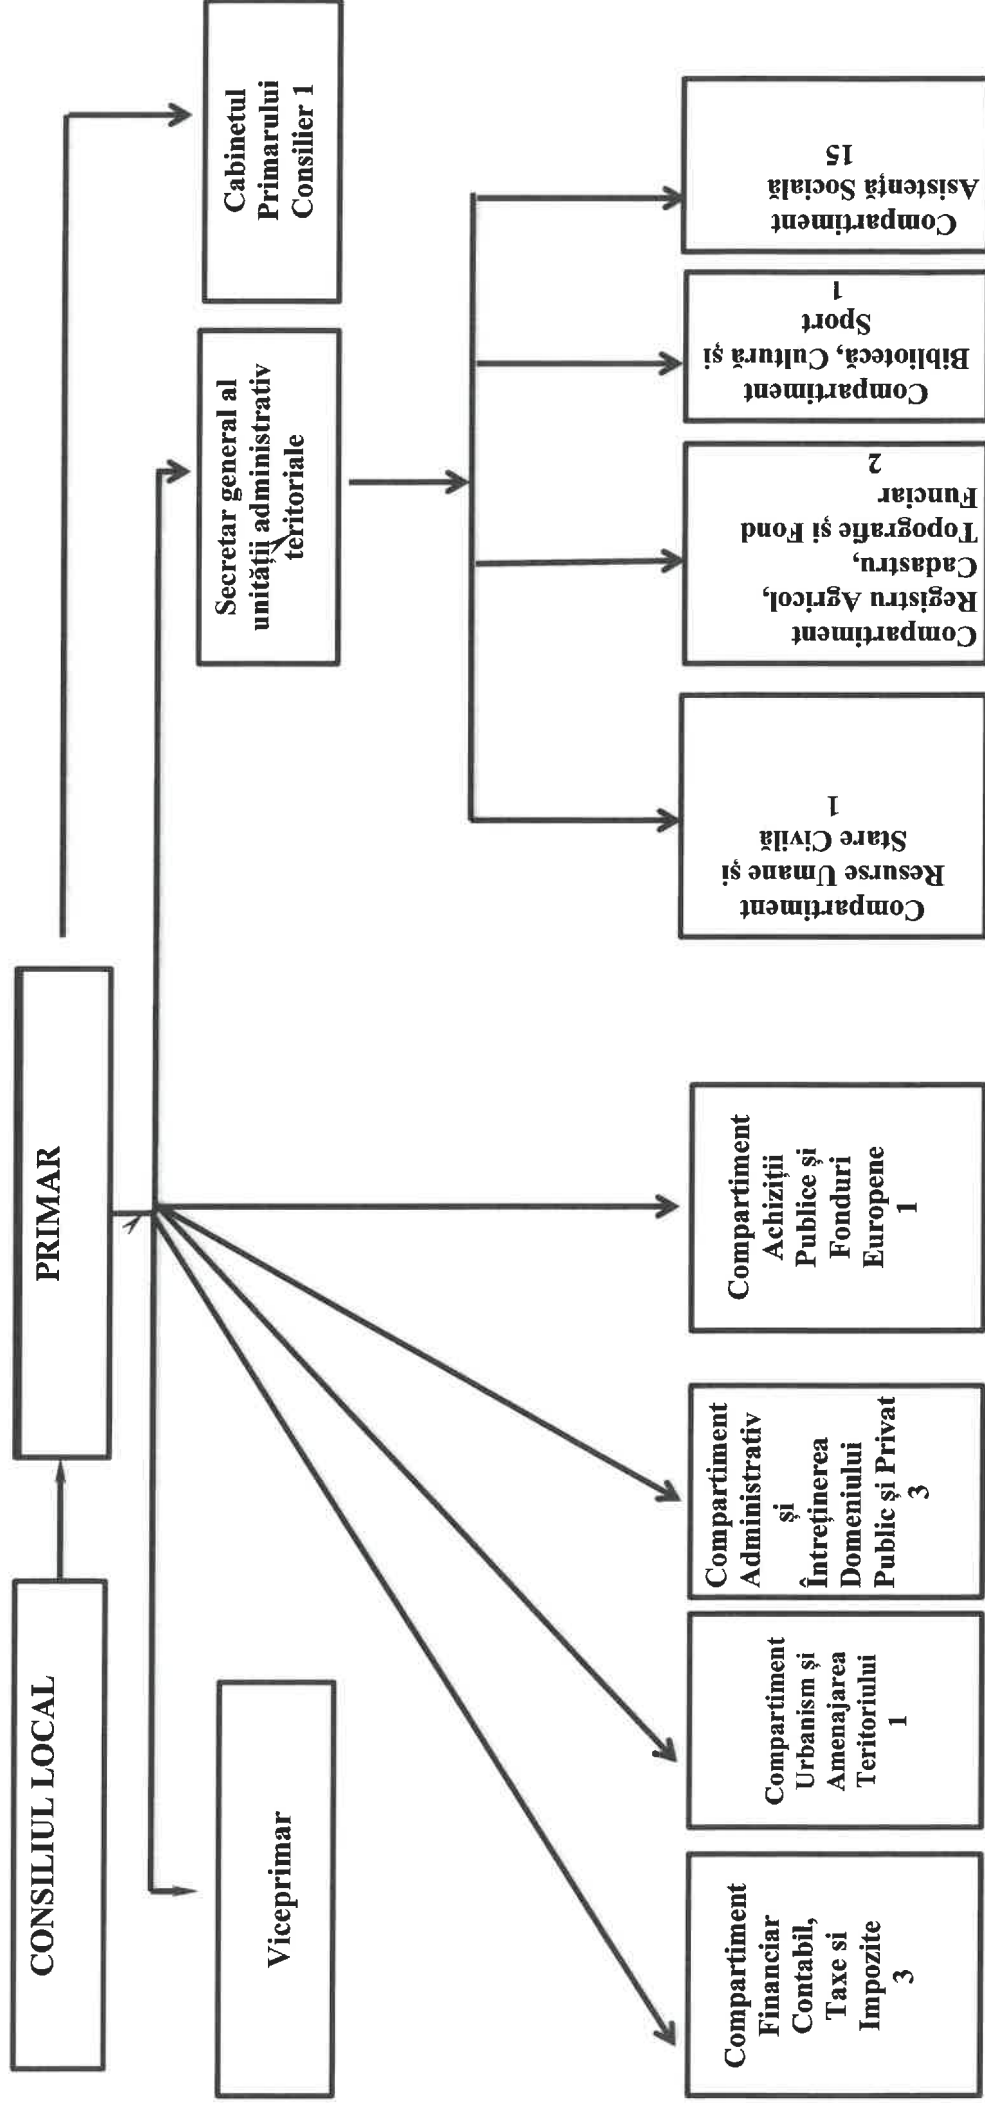 CONSILIUL LOCAL
PRIMAR
Viceprimar
Secretar general al
unității administrativ
teritoriale
Cabinetul
Primarului
Consilier 1
Compartiment
Financiar
Contabil,
Taxe si
Impozite
3
Compartiment
Urbanism și
Amenajarea
Teritoriului
1
Compartiment
Administrativ
și
Întreținerea
Domeniului
Public și Privat
3
Compartiment
Achiziții
Publice și
Fonduri
Europene
1
Compartiment
Resurse Umane și
Stare Civilă
1
Compartiment
Registru Agricol,
Cadastru,
Topografie și Fond
Funciar
2
Compartiment
Bibliotecă, Cultură și
Sport
1
Compartiment
Asistență Socială
15